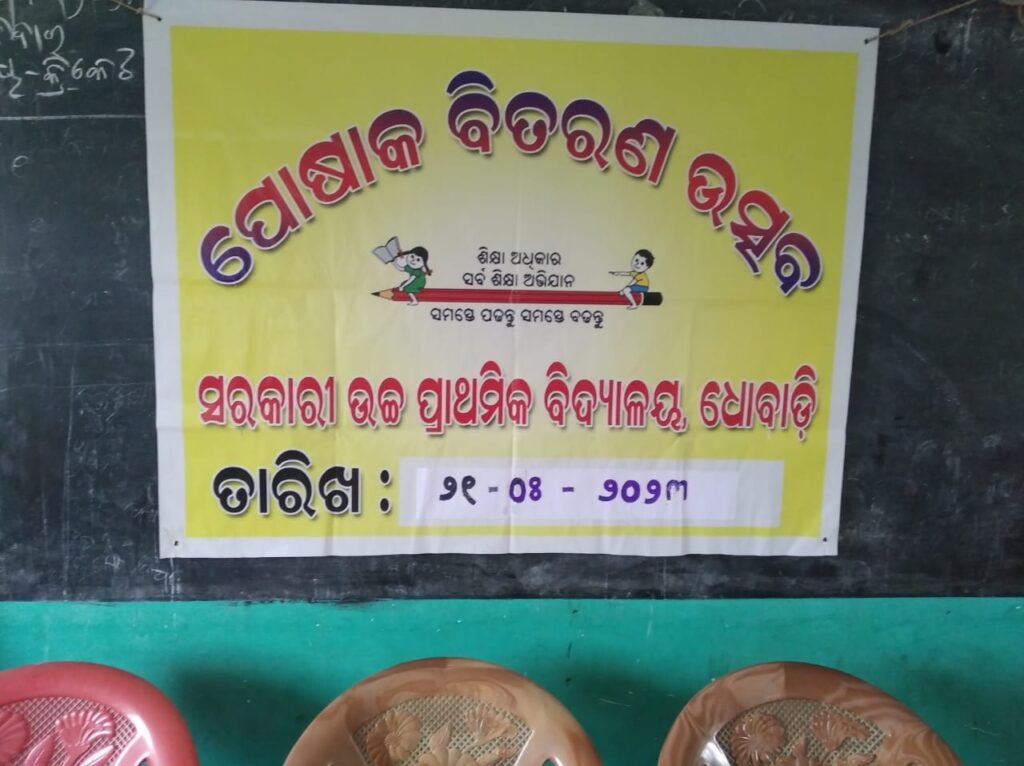 ପୋଷାକ ବିତରଣ ଉତ୍ସବ
ଶିକ୍ଷା ଅଧିକାର
ସର୍ବ ଶିକ୍ଷା ଅଭିଯାନ
ସମସ୍ତେ ପଢନ୍ତୁ ସମସ୍ତେ ବଢନ୍ତୁ
ସରକାରୀ ଉଚ୍ଚ ପ୍ରାଥମିକ ବିଦ୍ୟାଳୟ, ଧୋବାଡ଼ି
ତାରିଖ : ୨୧ - ୦୪ - ୨୦୨୩